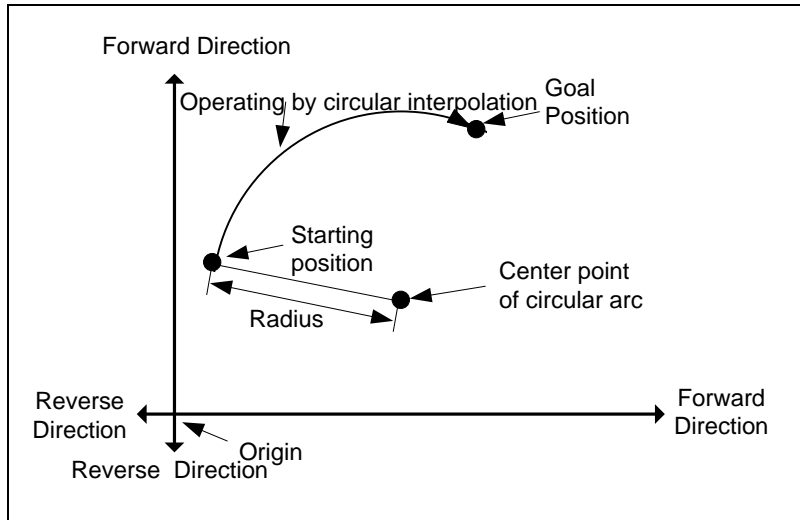 Forward Direction
Operating by circular interpolation
Goal
Position
Starting
position
Center point
of circular arc
Radius
Reverse
Direction
Forward
Direction
Origin
Reverse Direction